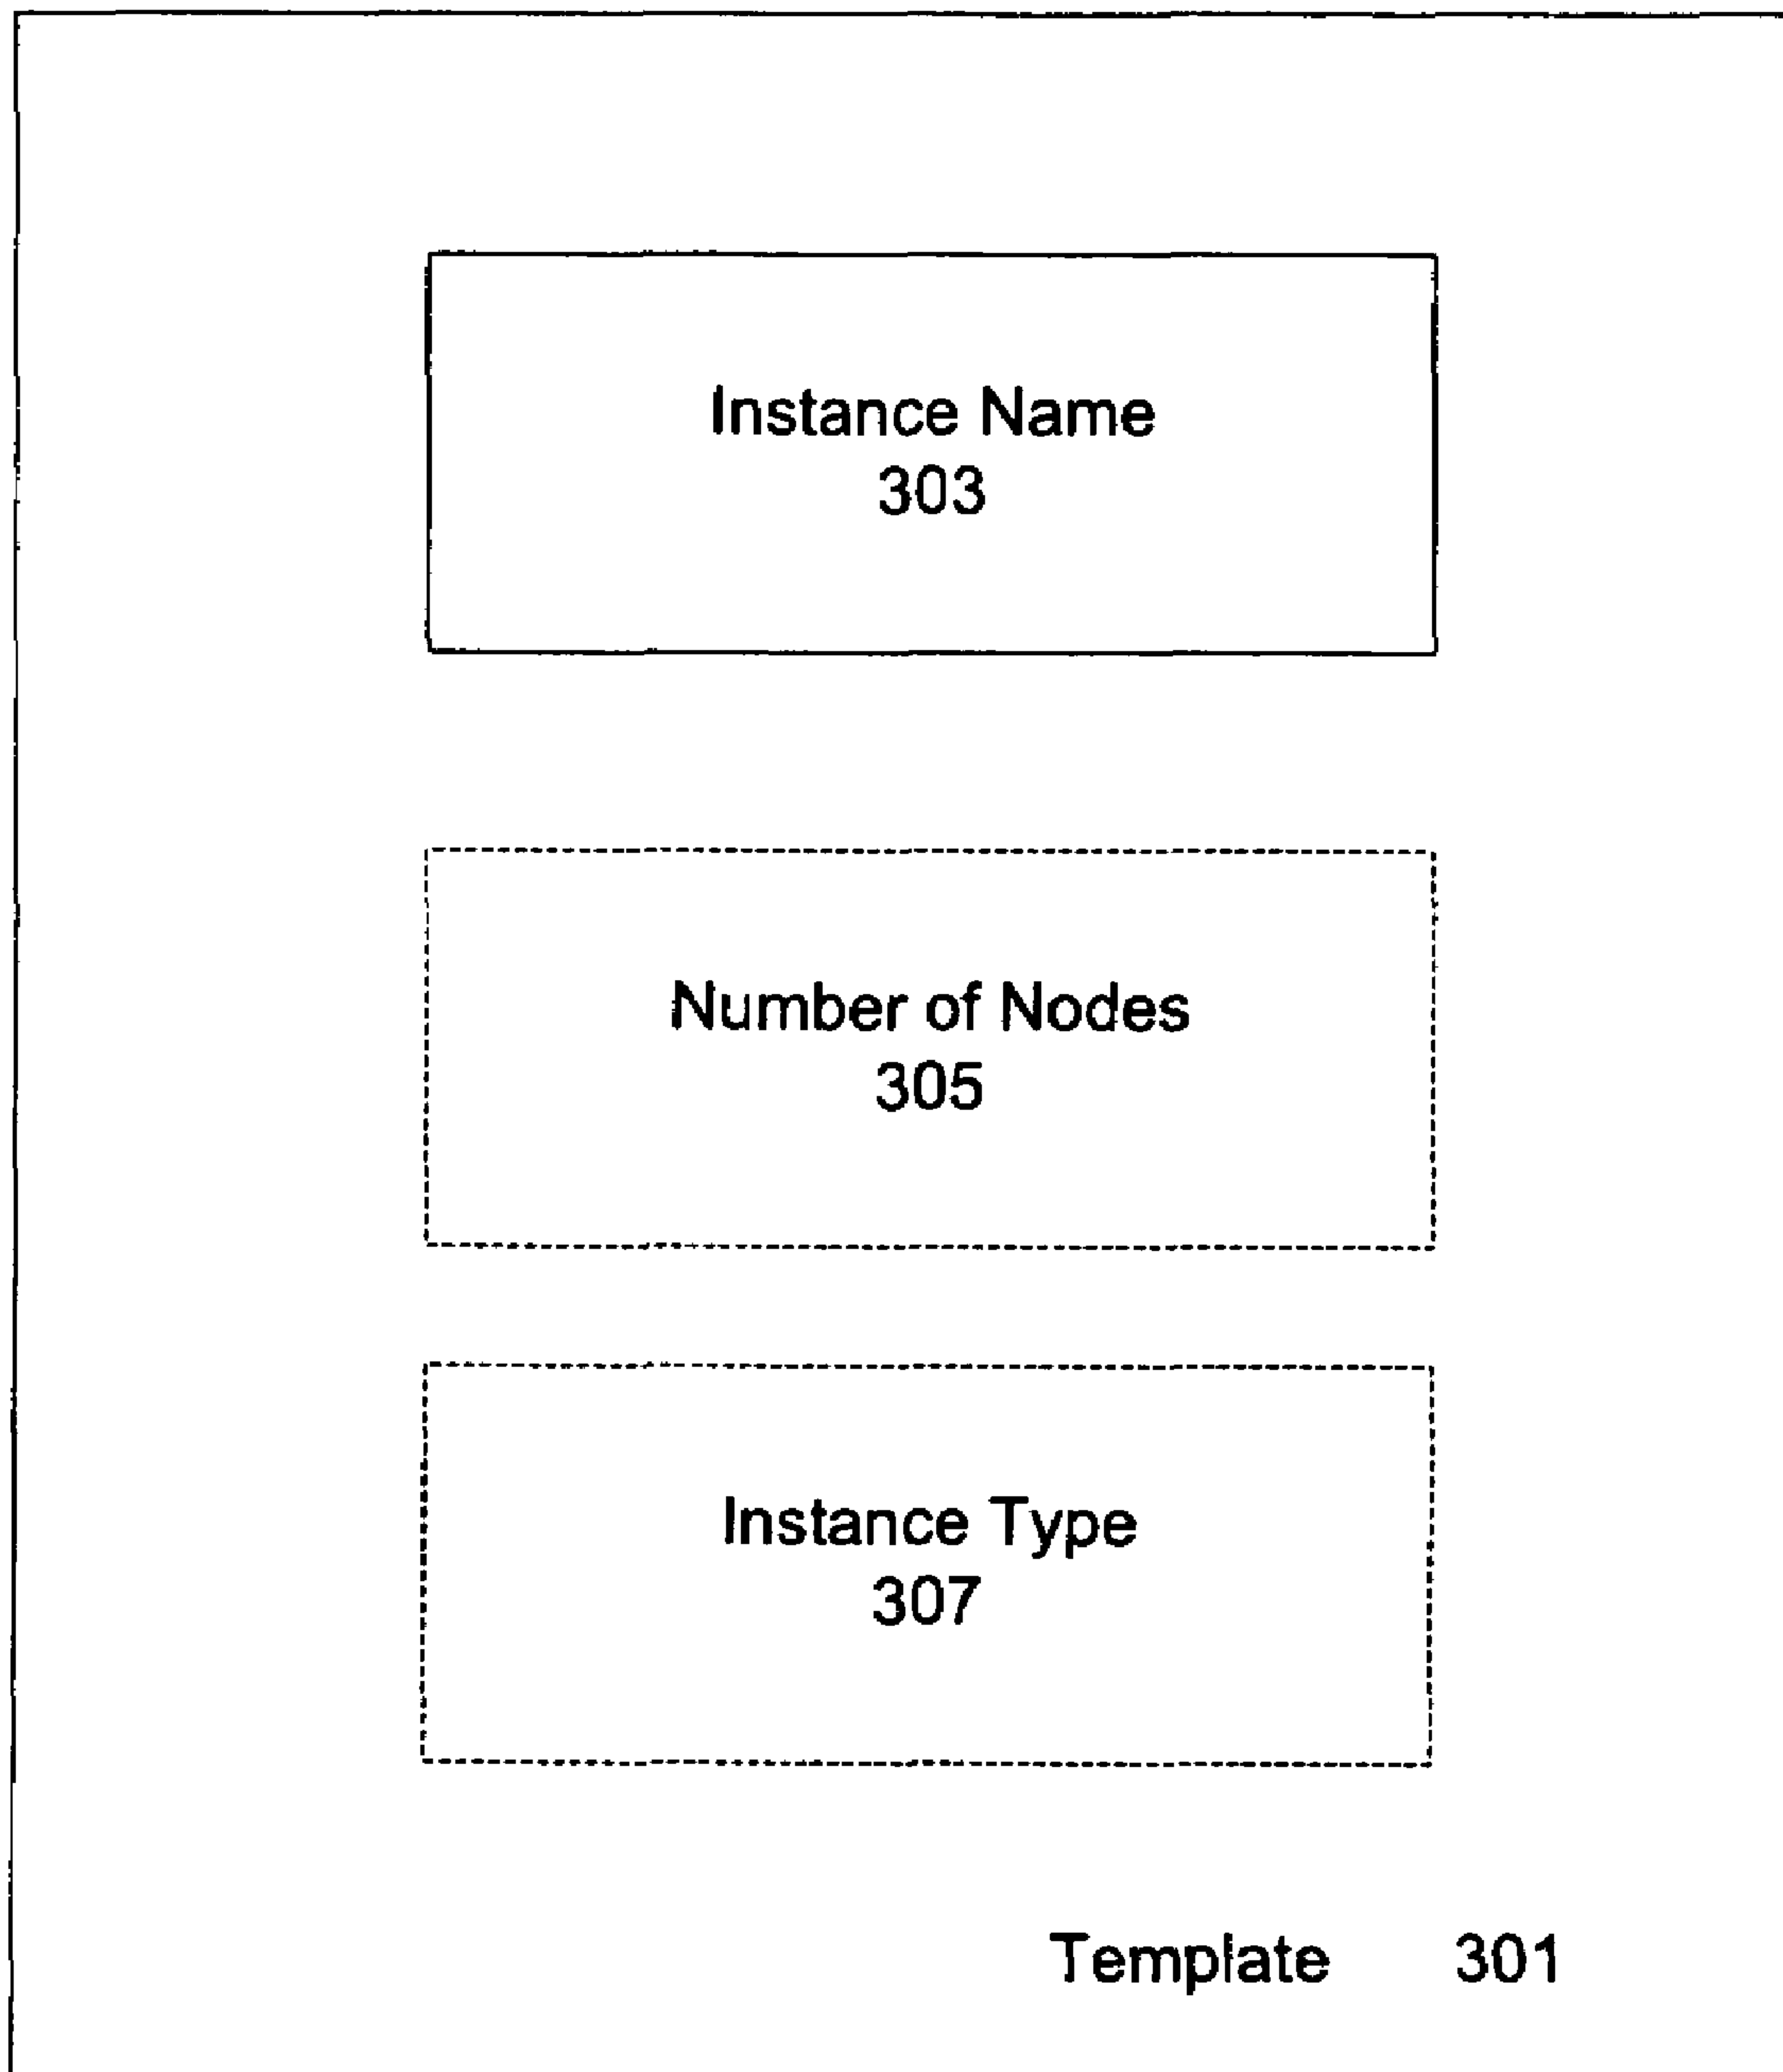 Instance Name
303
Number of Nodes
305
Instance Type
307
Template 301